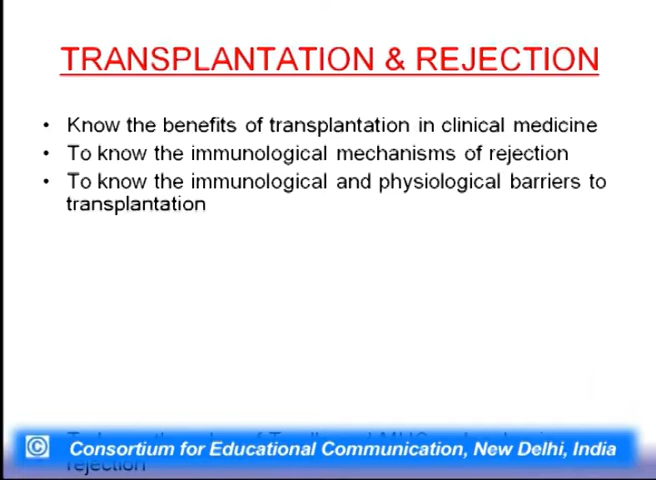 TRANSPLANTATION & REJECTION
• Know the benefits of transplantation in clinical medicine
• To know the immunological mechanisms of rejection
• To know the immunological and physiological barriers to
transplantation
© Consortium for Educational Communication, New Delhi, India
rejection